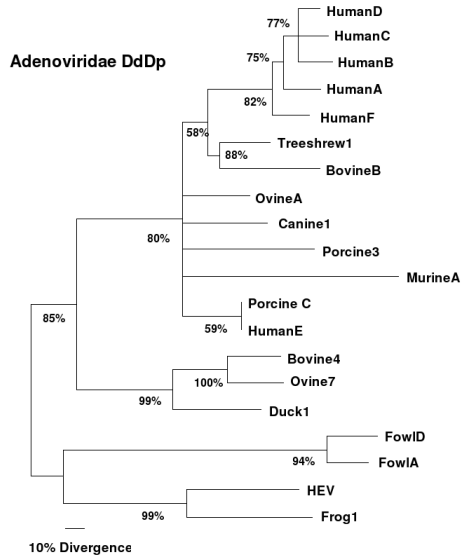 HumanD
77%
HumanC
75%
Adenoviridae DdDp
HumanB
HumanA
82%
HumanF
58%
Treeshrew1
88%
BovineB
OvineA
Canine1
80%
Porcine3
MurineA
Porcine C
85%
59%
HumanE
Bovine4
100%
Ovine7
99%
Duck1
FowlD
94%
FowlA
HEV
99%
Frog1
10% Divergence